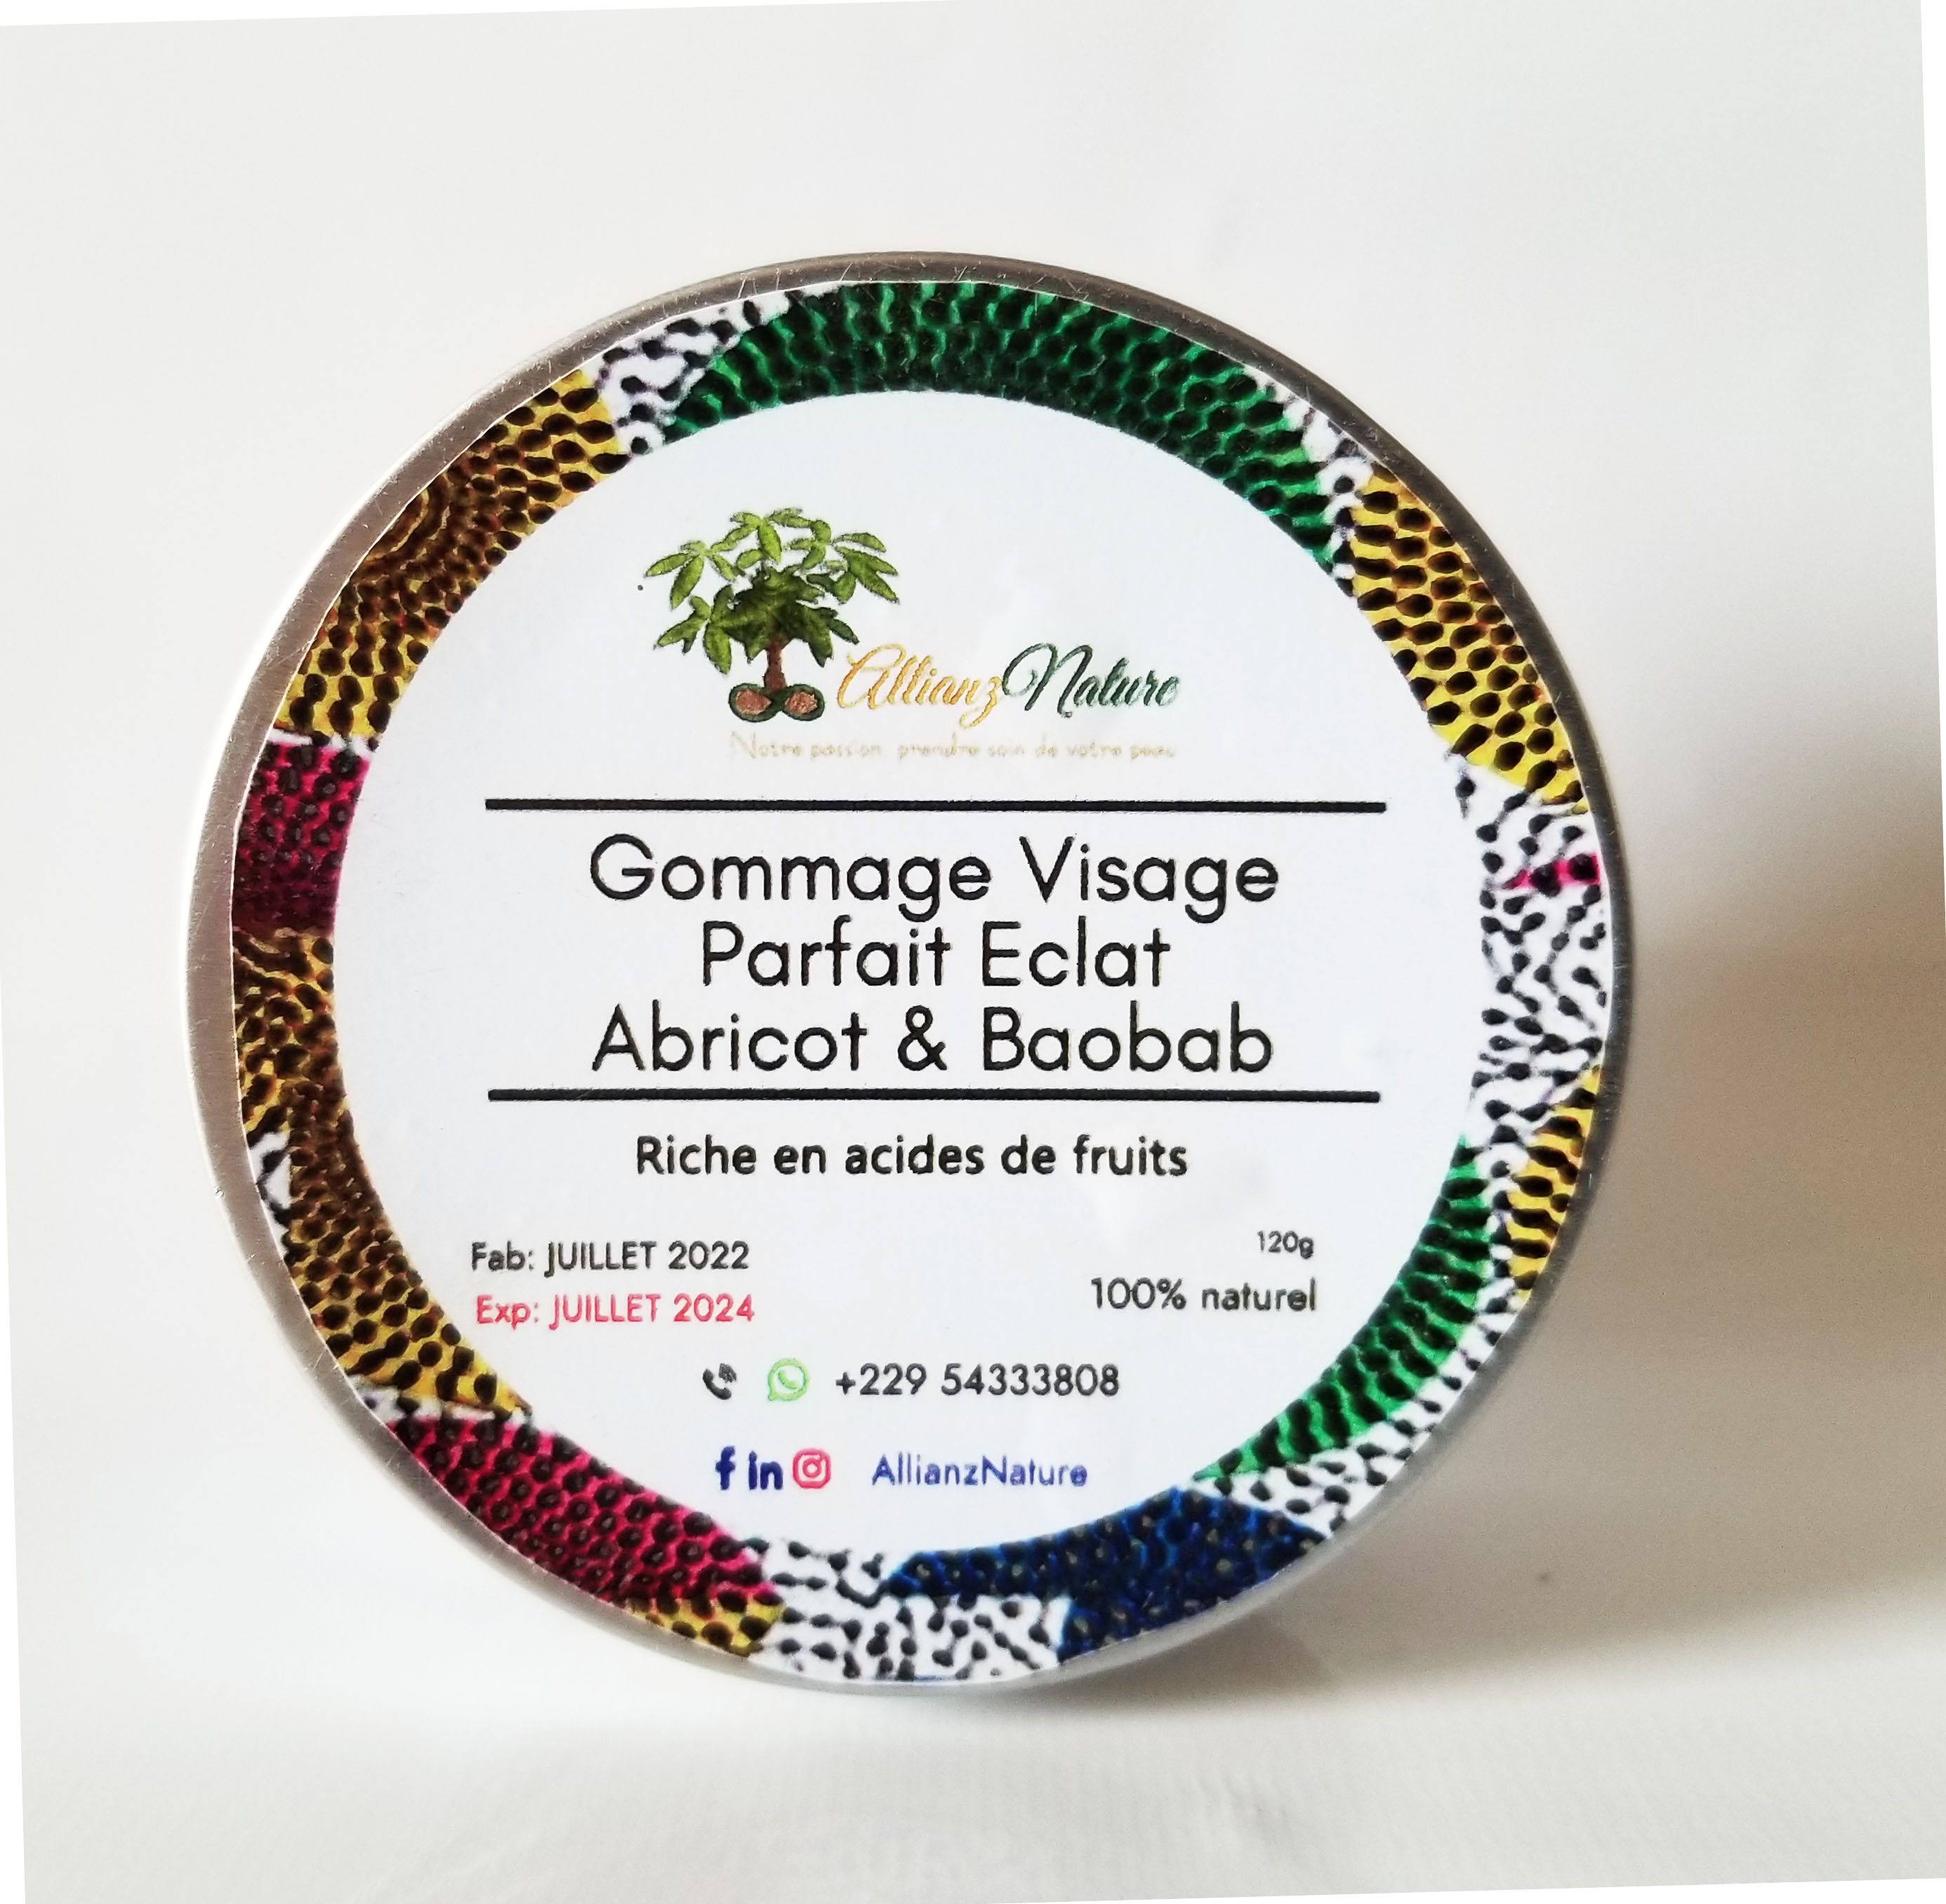 AllianzNature
Notre passion, prendre soin de votre peau
Gommage Visage
Parfait Eclat
Abricot & Baobab
Riche en acides de fruits
Fab: JUILLET 2022
Exp: JUILLET 2024
120g
100% naturel
+229 54333808
f in AllianzNature